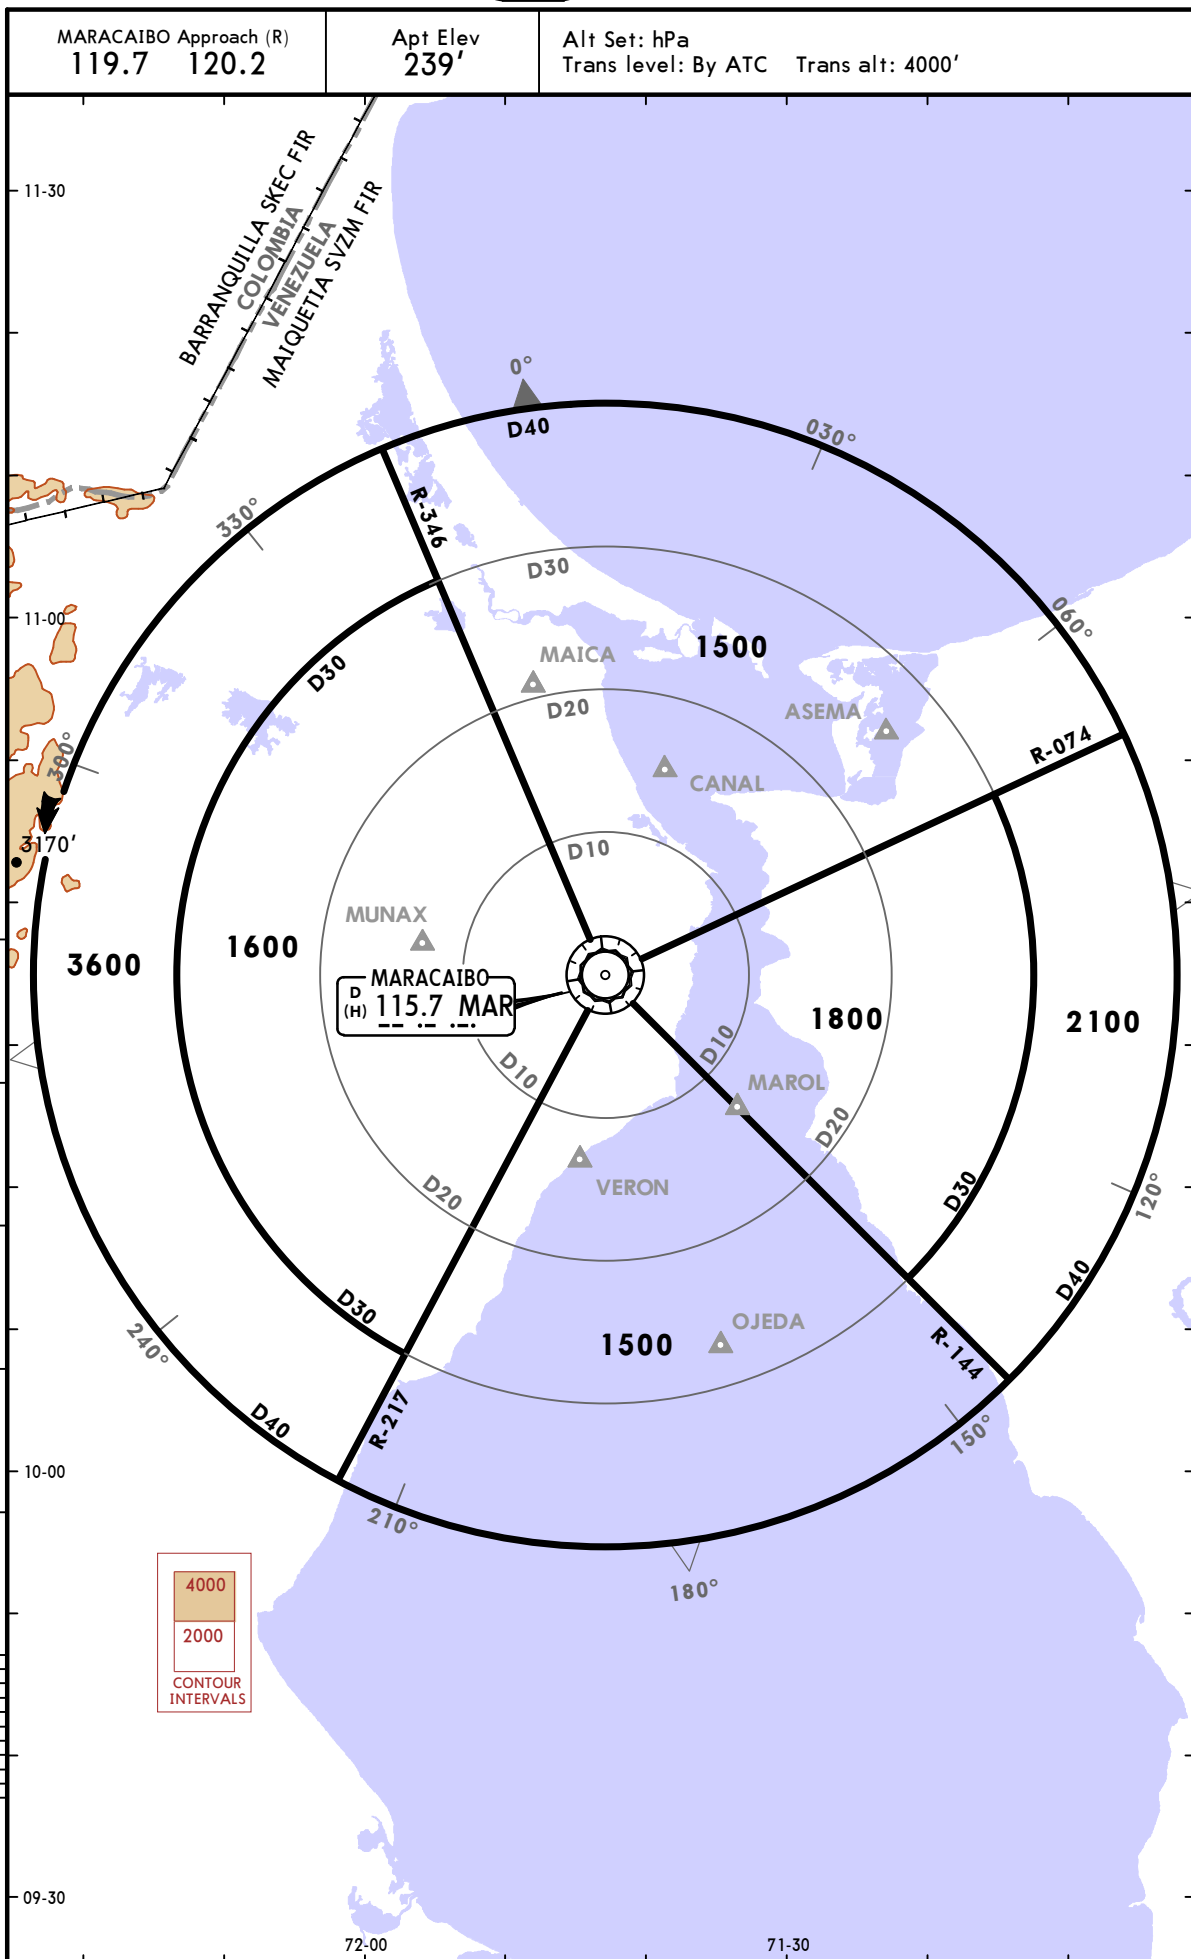 MARACAIBO Approach (R)
119.7 120.2
Apt Elev
239'
Alt Set: hPa
Trans level: By ATC Trans alt: 4000'
11-30
BARRANQUILLA SKEC FIR
COLOMBIA
VENEZUELA
MAIQUETIA SVZM FIR
0°
D40
030°
330°
R-346
D30
060°
11-00
1500
MAICA
D30
D20
ASEMA
R-074
300°
CANAL
3170'
D10
MUNAX
1600
3600
MARACAIBO
D
(H)
115.7 MAR
1800
2100
D10
D10
MAROL
D20
VERON
D20
D30
120°
D40
D30
OJEDA
1500
240°
R-144
D40
R-217
150°
10-00
210°
180°
4000
2000
CONTOUR
INTERVALS
09-30
72-00
71-30